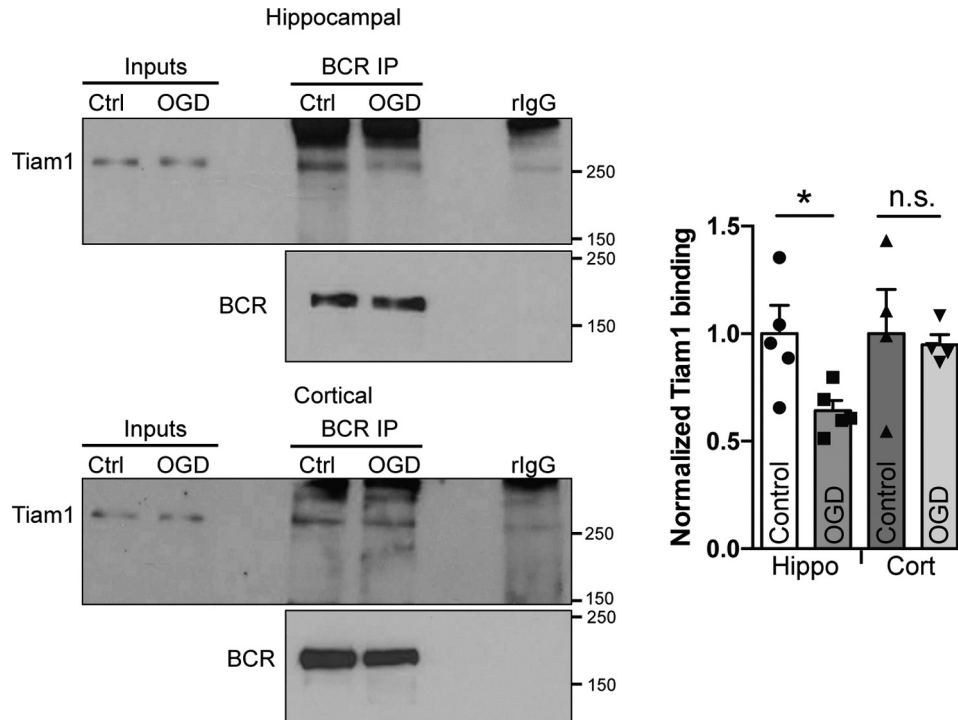 Hippocampal
Inputs
BCR IP
Ctrl OGD Ctrl OGD rIgG
Tiam1
250
150
250
BCR
150
Cortical
Inputs
BCR IP
Ctrl OGD Ctrl OGD rIgG
Tiam1
250
150
250
BCR
150
* n.s.
Normalized Tiam1 binding
1.5
1.0
0.5
0.0
Control
OGD
Control
OGD
Hippo Cort